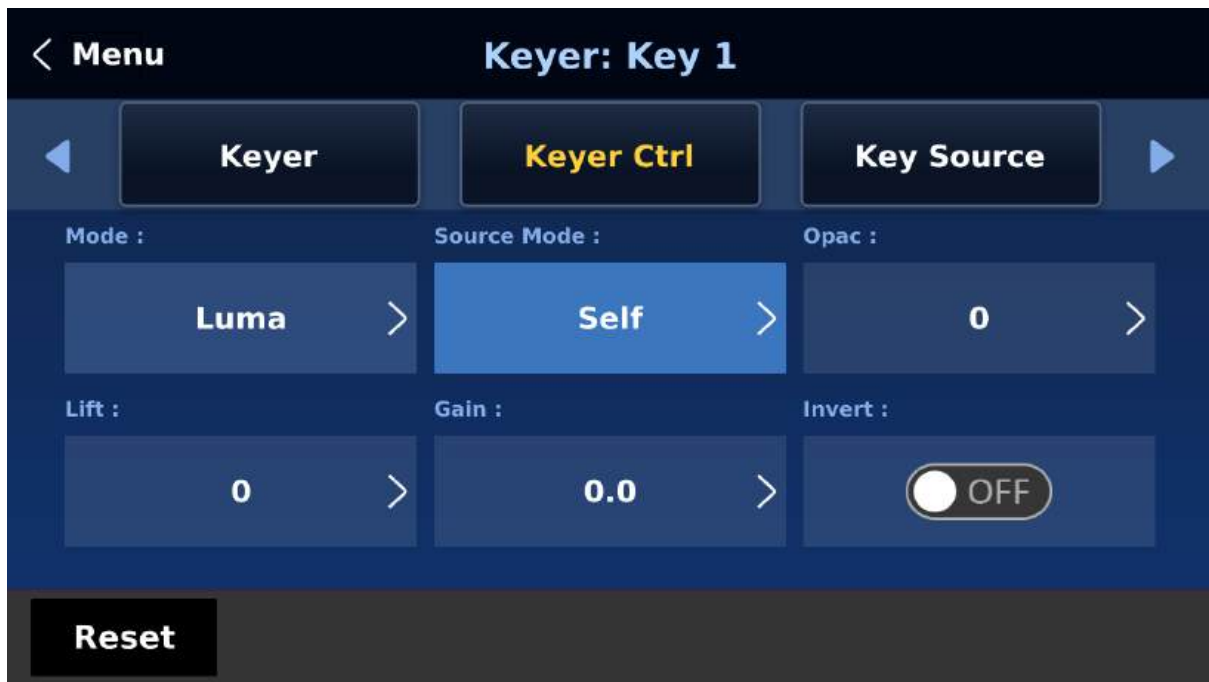 Menu
Keyer: Key 1
Keyer
Keyer Ctrl
Key Source
Mode :
Source Mode :
Opac :
Luma
Self
0
Lift :
Gain :
Invert :
0
0.0
OFF
Reset